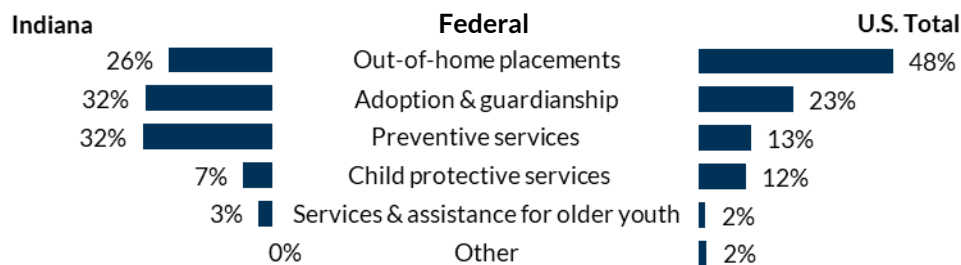 Indiana Federal U.S. Total
26% Out-of-home placements 48%
32% Adoption & guardianship 23%
32% Preventive services 13%
7% Child protective services 12%
3% Services & assistance for older youth 2%
0% Other 2%